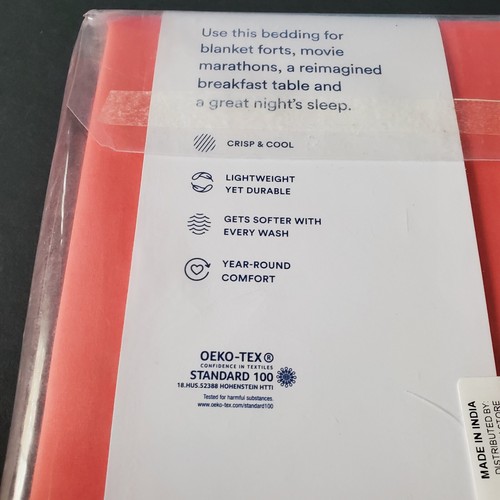 Use this bedding for
blanket forts, movie
marathons, a reimagined
breakfast table and
a great night's sleep.
CRISP & COOL
LIGHTWEIGHT
YET DURABLE
GETS SOFTER WITH
EVERY WASH
YEAR-ROUND
COMFORT
OEKO-TEX®
CONFIDENCE IN TEXTILES
STANDARD 100
18.HUS.52388 HOHENSTEIN HTTI
Tested for harmful substances.
www.oeko-tex.com/standard100
MADE IN INDIA
DISTRIBUTED BY:
STORE